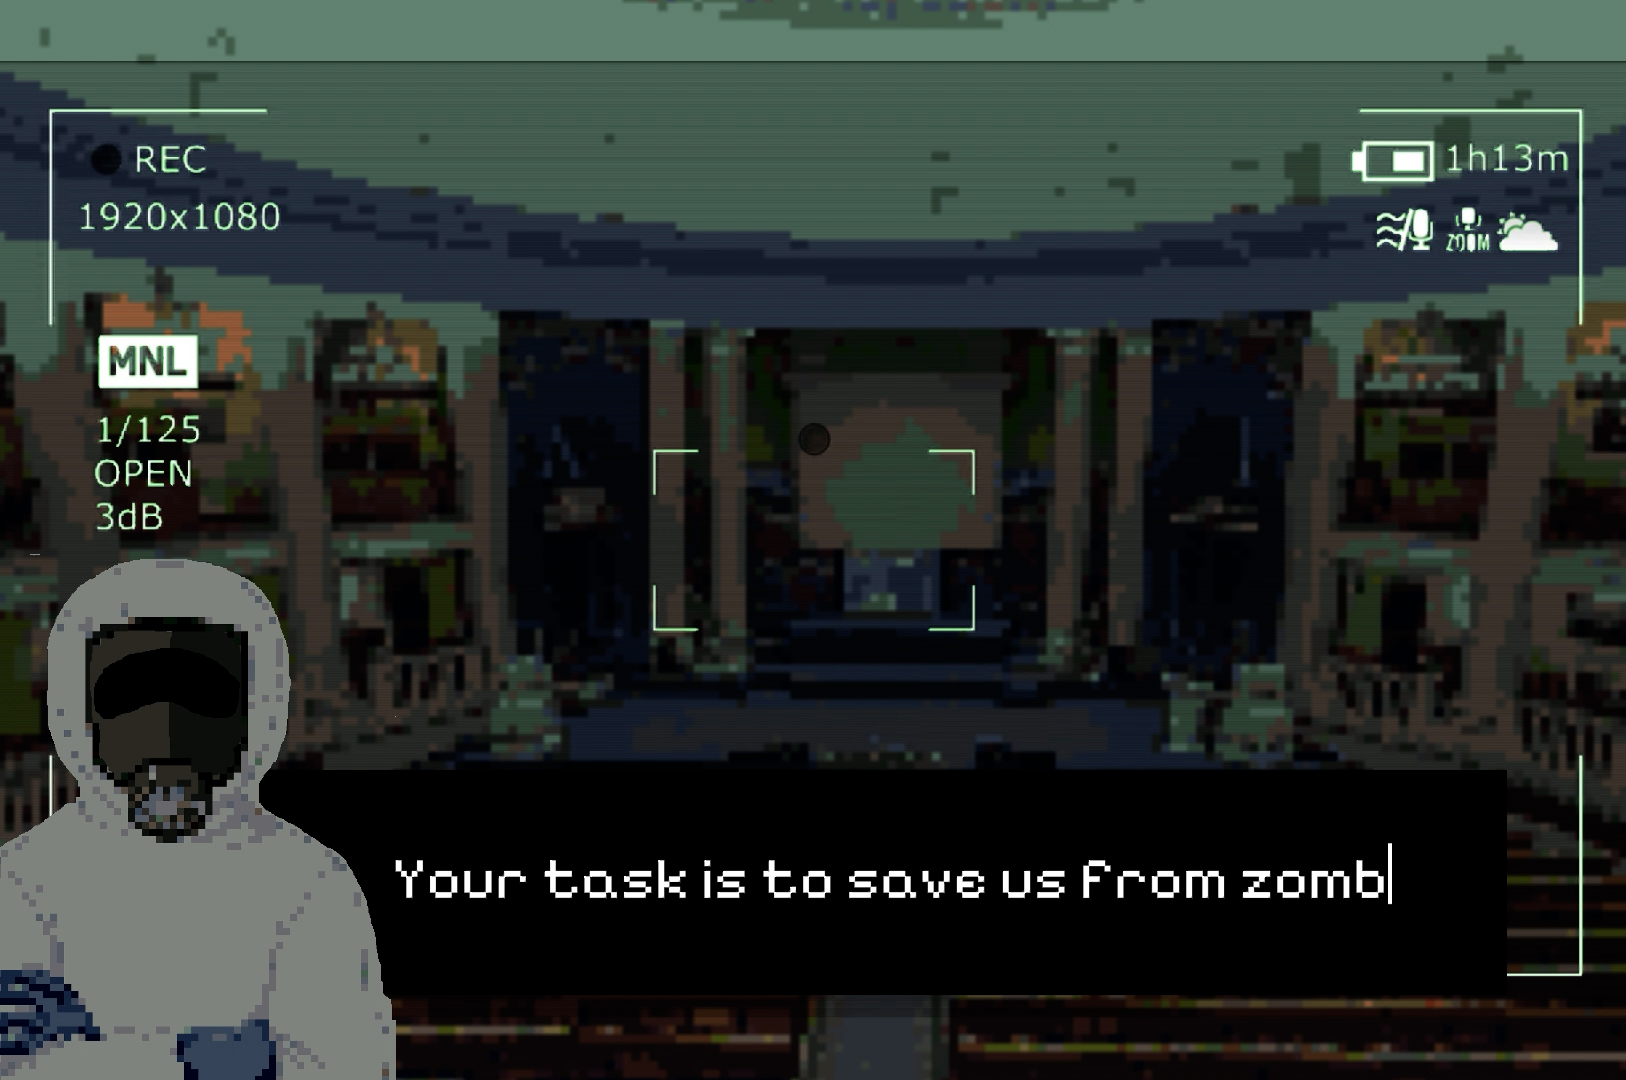 REC
1920x1080
1h13m
ZOOM
MNL
1/125
OPEN
3dB
Your task is to save us from zomb